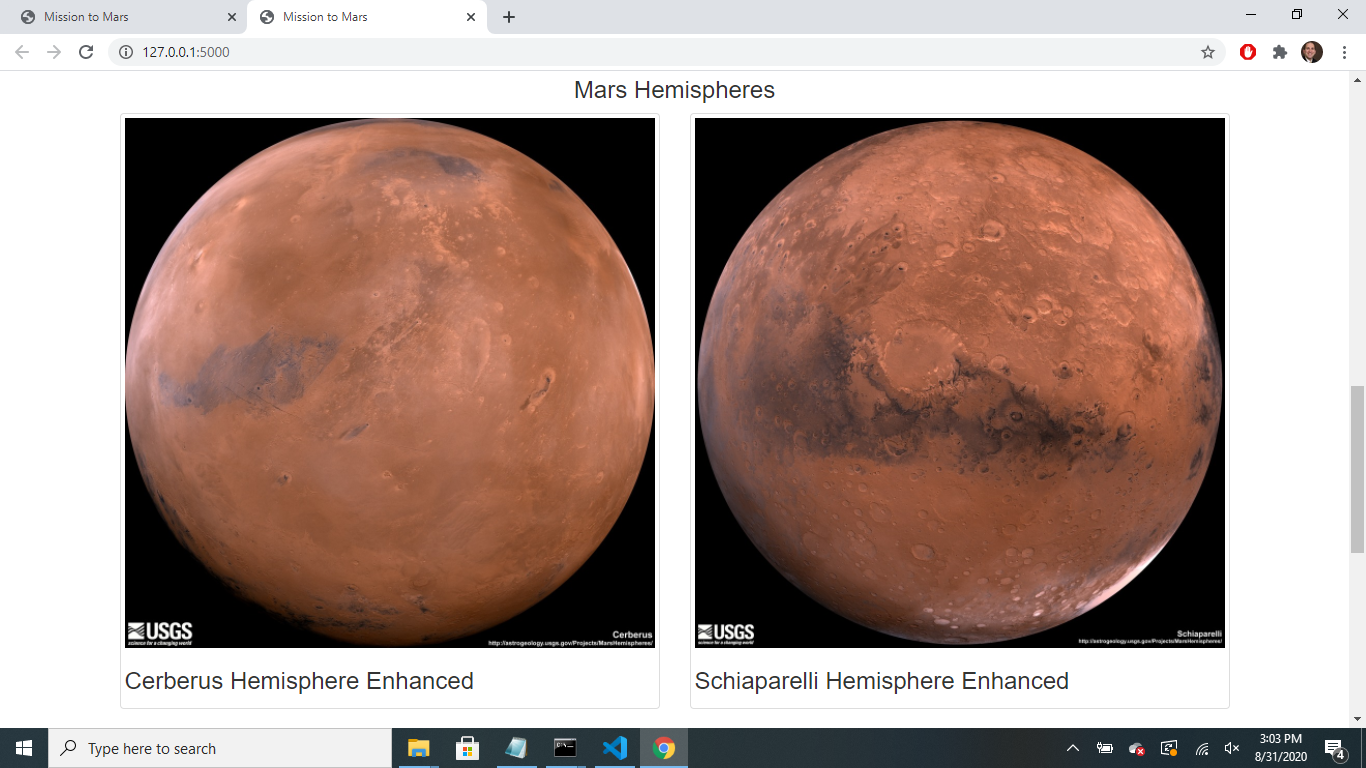 Mission to Mars
Mission to Mars
127.0.0.1:5000
Mars Hemispheres
USGS
science for a changing world
Cerberus
http://astrogeology.usgs.gov/Projects/MarsHemispheres/
USGS
science for a changing world
Schiaparelli
http://astrogeology.usgs.gov/Projects/MarsHemispheres/
Cerberus Hemisphere Enhanced
Schiaparelli Hemisphere Enhanced
Type here to search
3:03 PM
8/31/2020
4